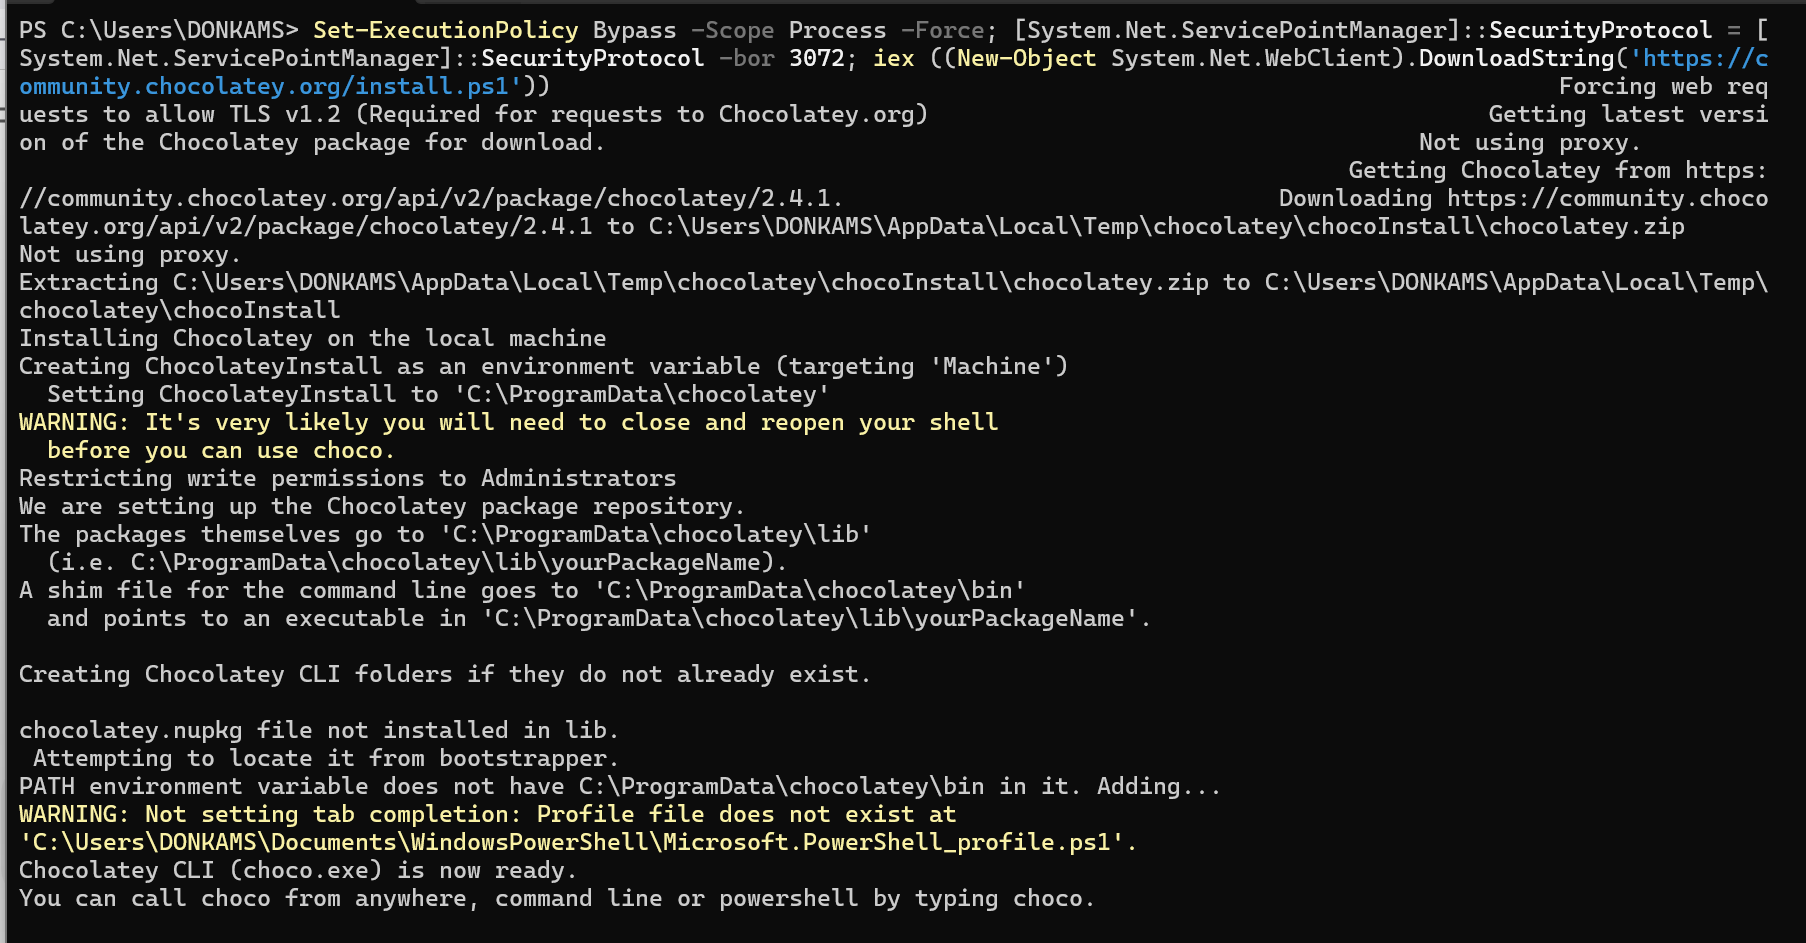 PS C:\Users\DONKAMS> Set-ExecutionPolicy Bypass -Scope Process -Force; [System.Net.ServicePointManager]::SecurityProtocol = [
System.Net.ServicePointManager]::SecurityProtocol -bor 3072; iex ((New-Object System.Net.WebClient).DownloadString('https://c
ommunity.chocolatey.org/install.ps1')) Forcing web req
uests to allow TLS v1.2 (Required for requests to Chocolatey.org) Getting latest versi
on of the Chocolatey package for download. Not using proxy.
Getting Chocolatey from https:
//community.chocolatey.org/api/v2/package/chocolatey/2.4.1. Downloading https://community.choco
latey.org/api/v2/package/chocolatey/2.4.1 to C:\Users\DONKAMS\AppData\Local\Temp\chocolatey\chocoInstall\chocolatey.zip
Not using proxy.
Extracting C:\Users\DONKAMS\AppData\Local\Temp\chocolatey\chocoInstall\chocolatey.zip to C:\Users\DONKAMS\AppData\Local\Temp\
chocolatey\chocoInstall
Installing Chocolatey on the local machine
Creating ChocolateyInstall as an environment variable (targeting 'Machine')
  Setting ChocolateyInstall to 'C:\ProgramData\chocolatey'
WARNING: It's very likely you will need to close and reopen your shell
  before you can use choco.
Restricting write permissions to Administrators
We are setting up the Chocolatey package repository.
The packages themselves go to 'C:\ProgramData\chocolatey\lib'
  (i.e. C:\ProgramData\chocolatey\lib\yourPackageName).
A shim file for the command line goes to 'C:\ProgramData\chocolatey\bin'
  and points to an executable in 'C:\ProgramData\chocolatey\lib\yourPackageName'.

Creating Chocolatey CLI folders if they do not already exist.

chocolatey.nupkg file not installed in lib.
 Attempting to locate it from bootstrapper.
PATH environment variable does not have C:\ProgramData\chocolatey\bin in it. Adding...
WARNING: Not setting tab completion: Profile file does not exist at
'C:\Users\DONKAMS\Documents\WindowsPowerShell\Microsoft.PowerShell_profile.ps1'.
Chocolatey CLI (choco.exe) is now ready.
You can call choco from anywhere, command line or powershell by typing choco.